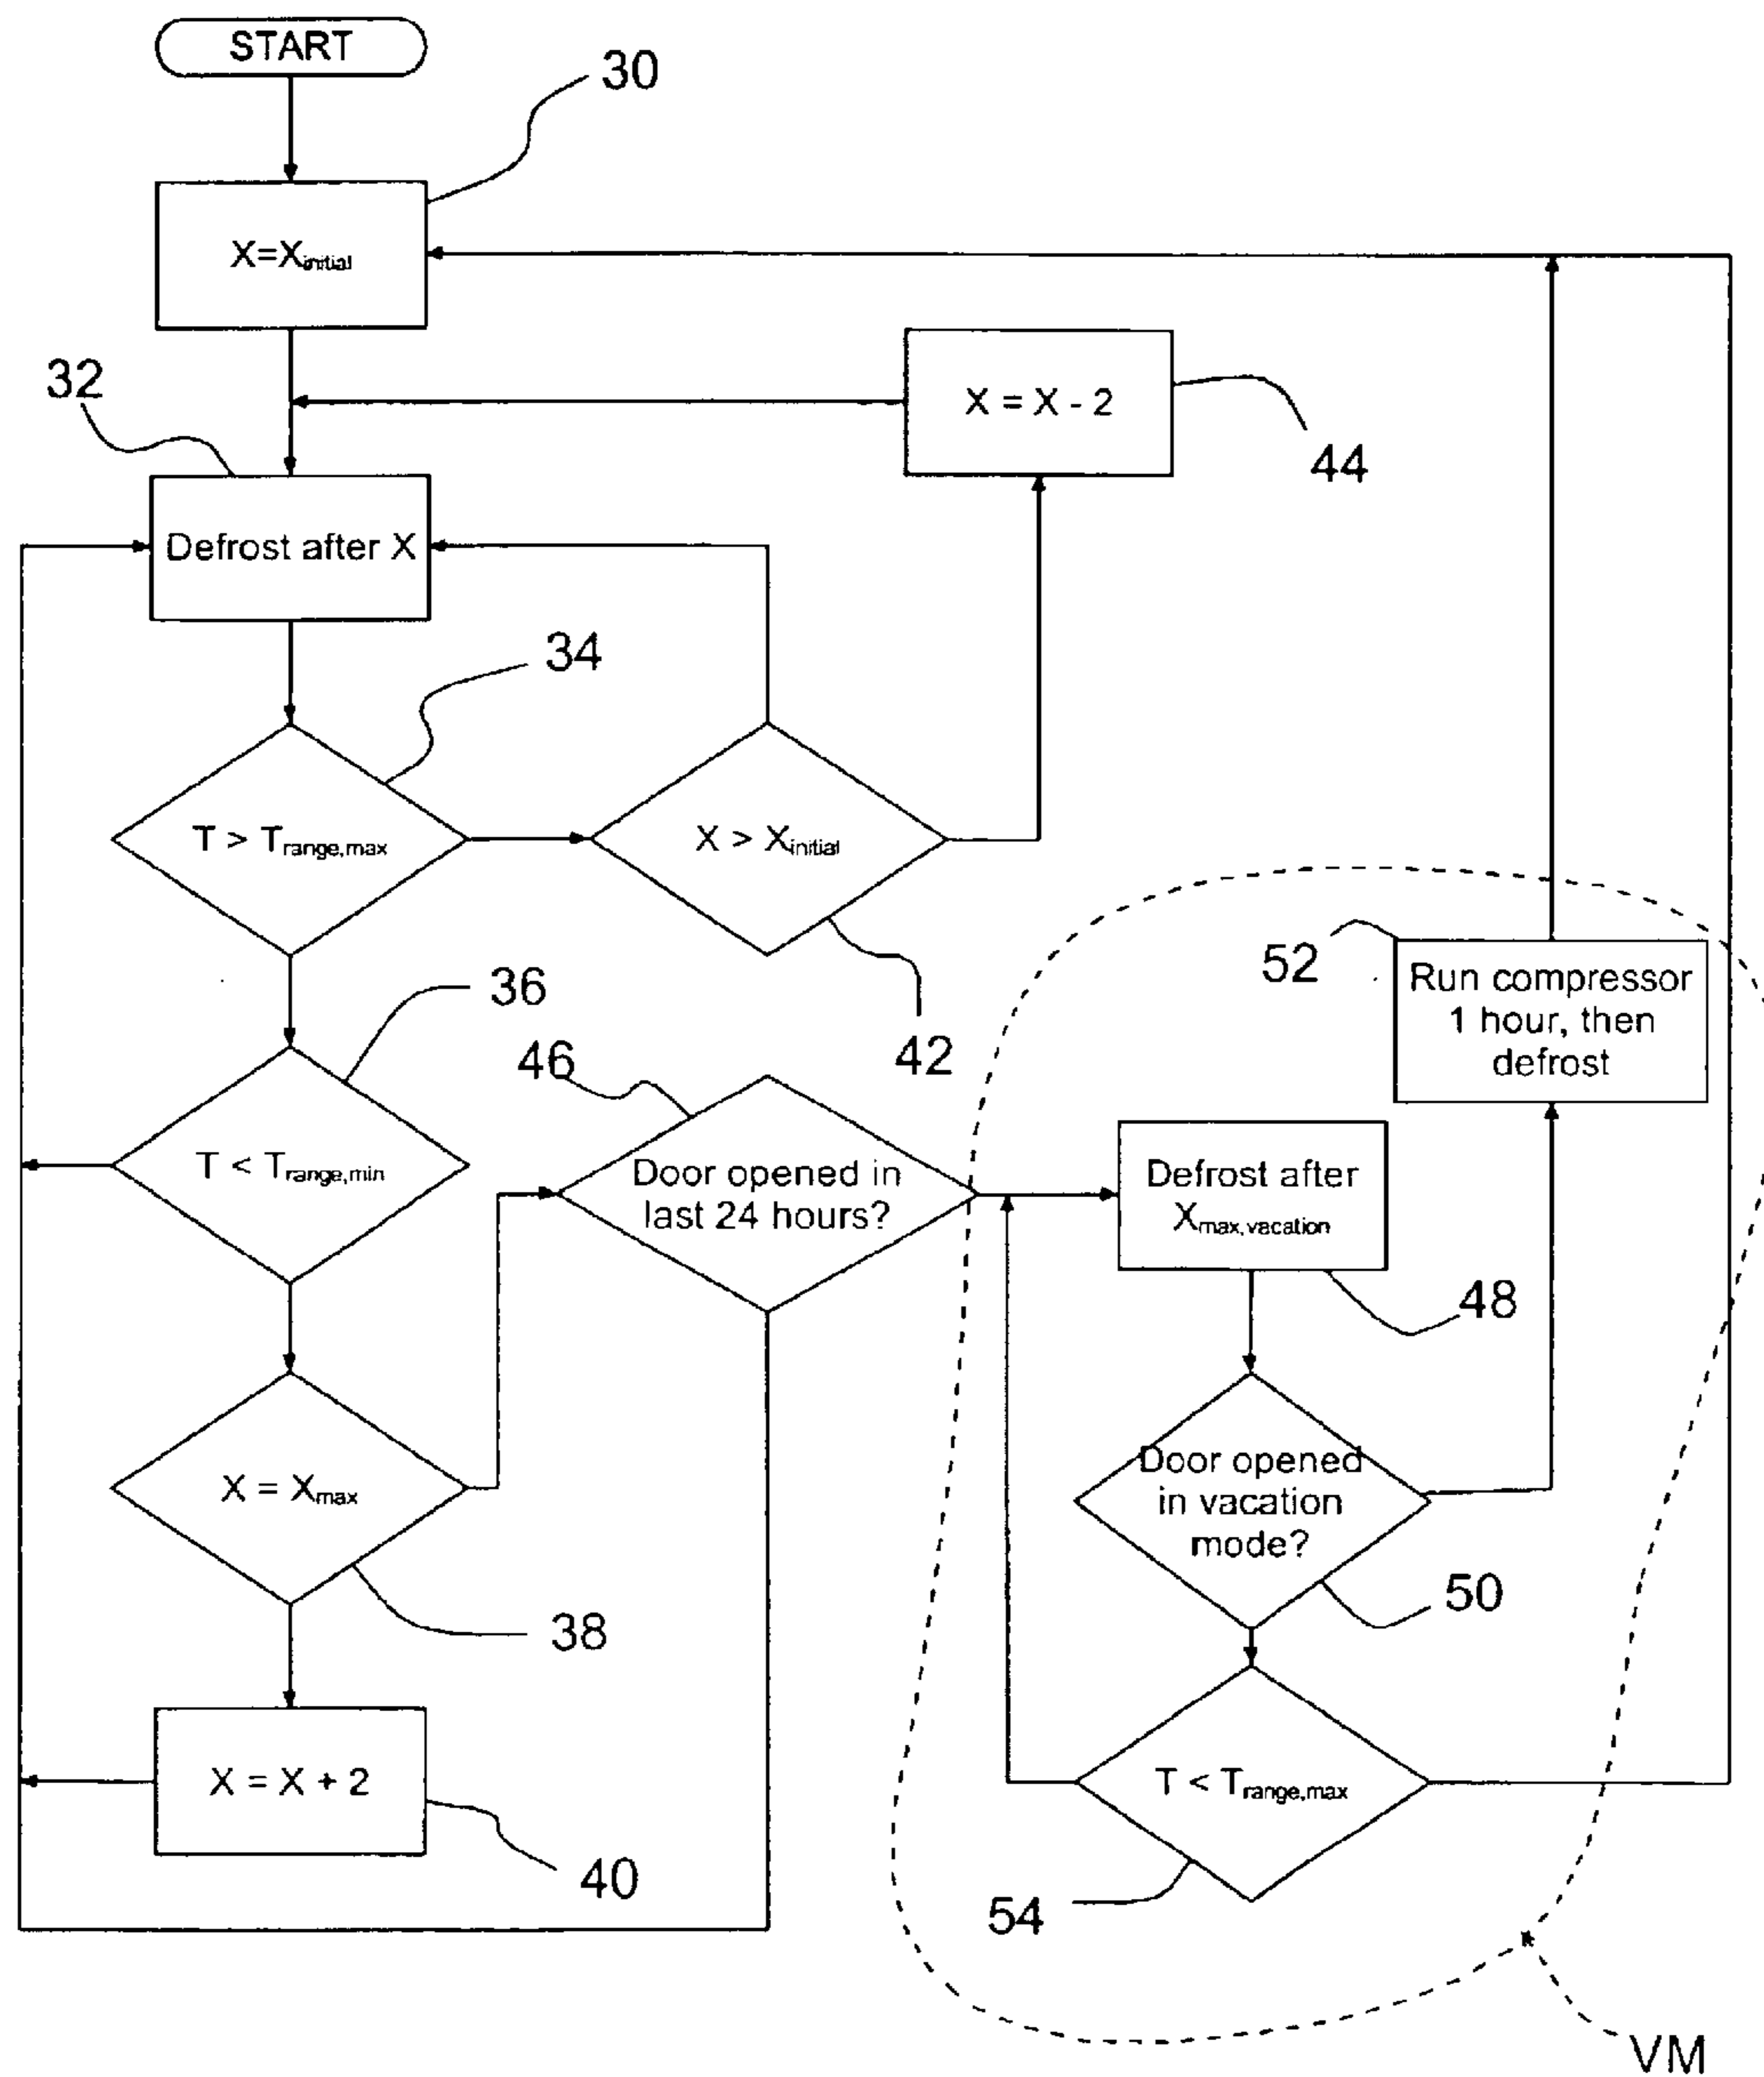 START
30
X=Xinitial
32
X = X - 2
44
Defrost after X
34
T > Trange,max
X > Xinitial
42
36
46
52
Run compressor
1 hour, then
defrost
T < Trange,min
Door opened in
last 24 hours?
Defrost after
Xmax,vacation
48
X = Xmax
38
Door opened
in vacation
mode?
50
X = X + 2
40
T < Trange,max
54
VM